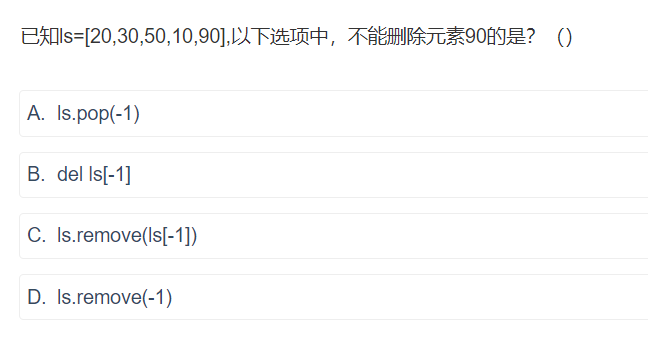 已知ls=[20,30,50,10,90],以下选项中，不能删除元素90的是？（）
A. ls.pop(-1)
B. del ls[-1]
C. ls.remove(ls[-1])
D. ls.remove(-1)